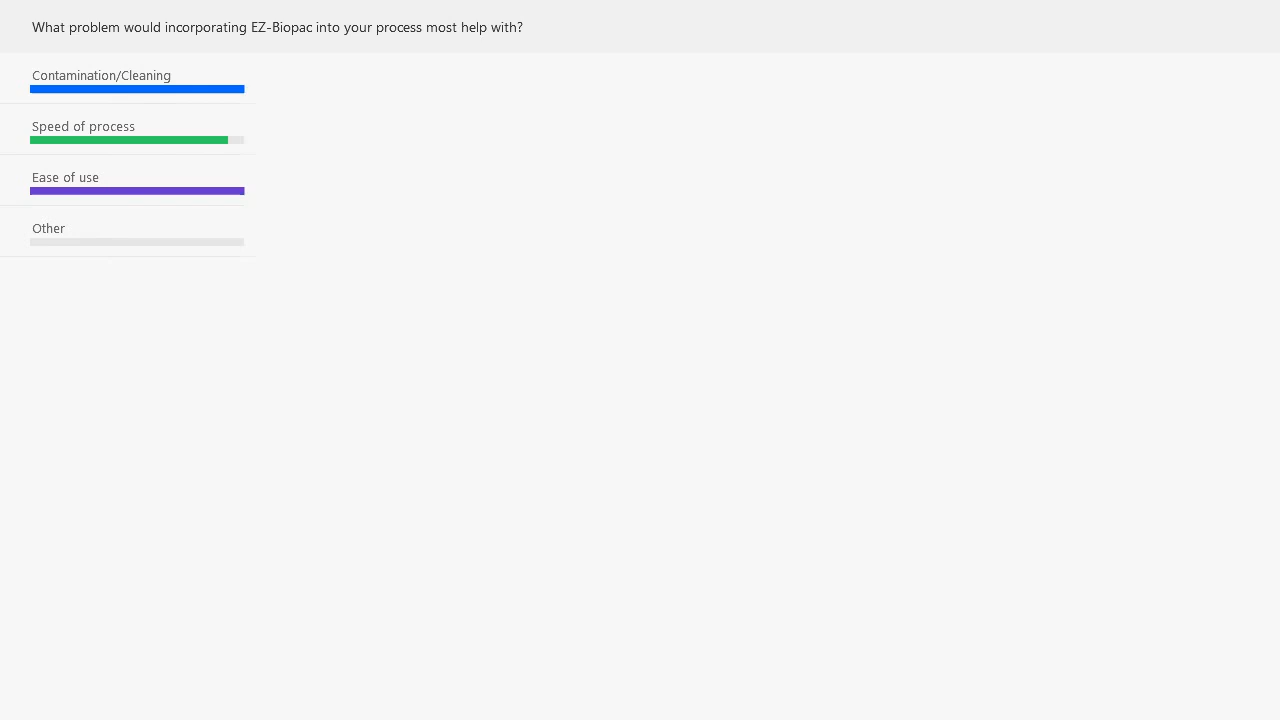 What problem would incorporating EZ-Biopac into your process most help with?
Contamination/Cleaning
Speed of process
Ease of use
Other